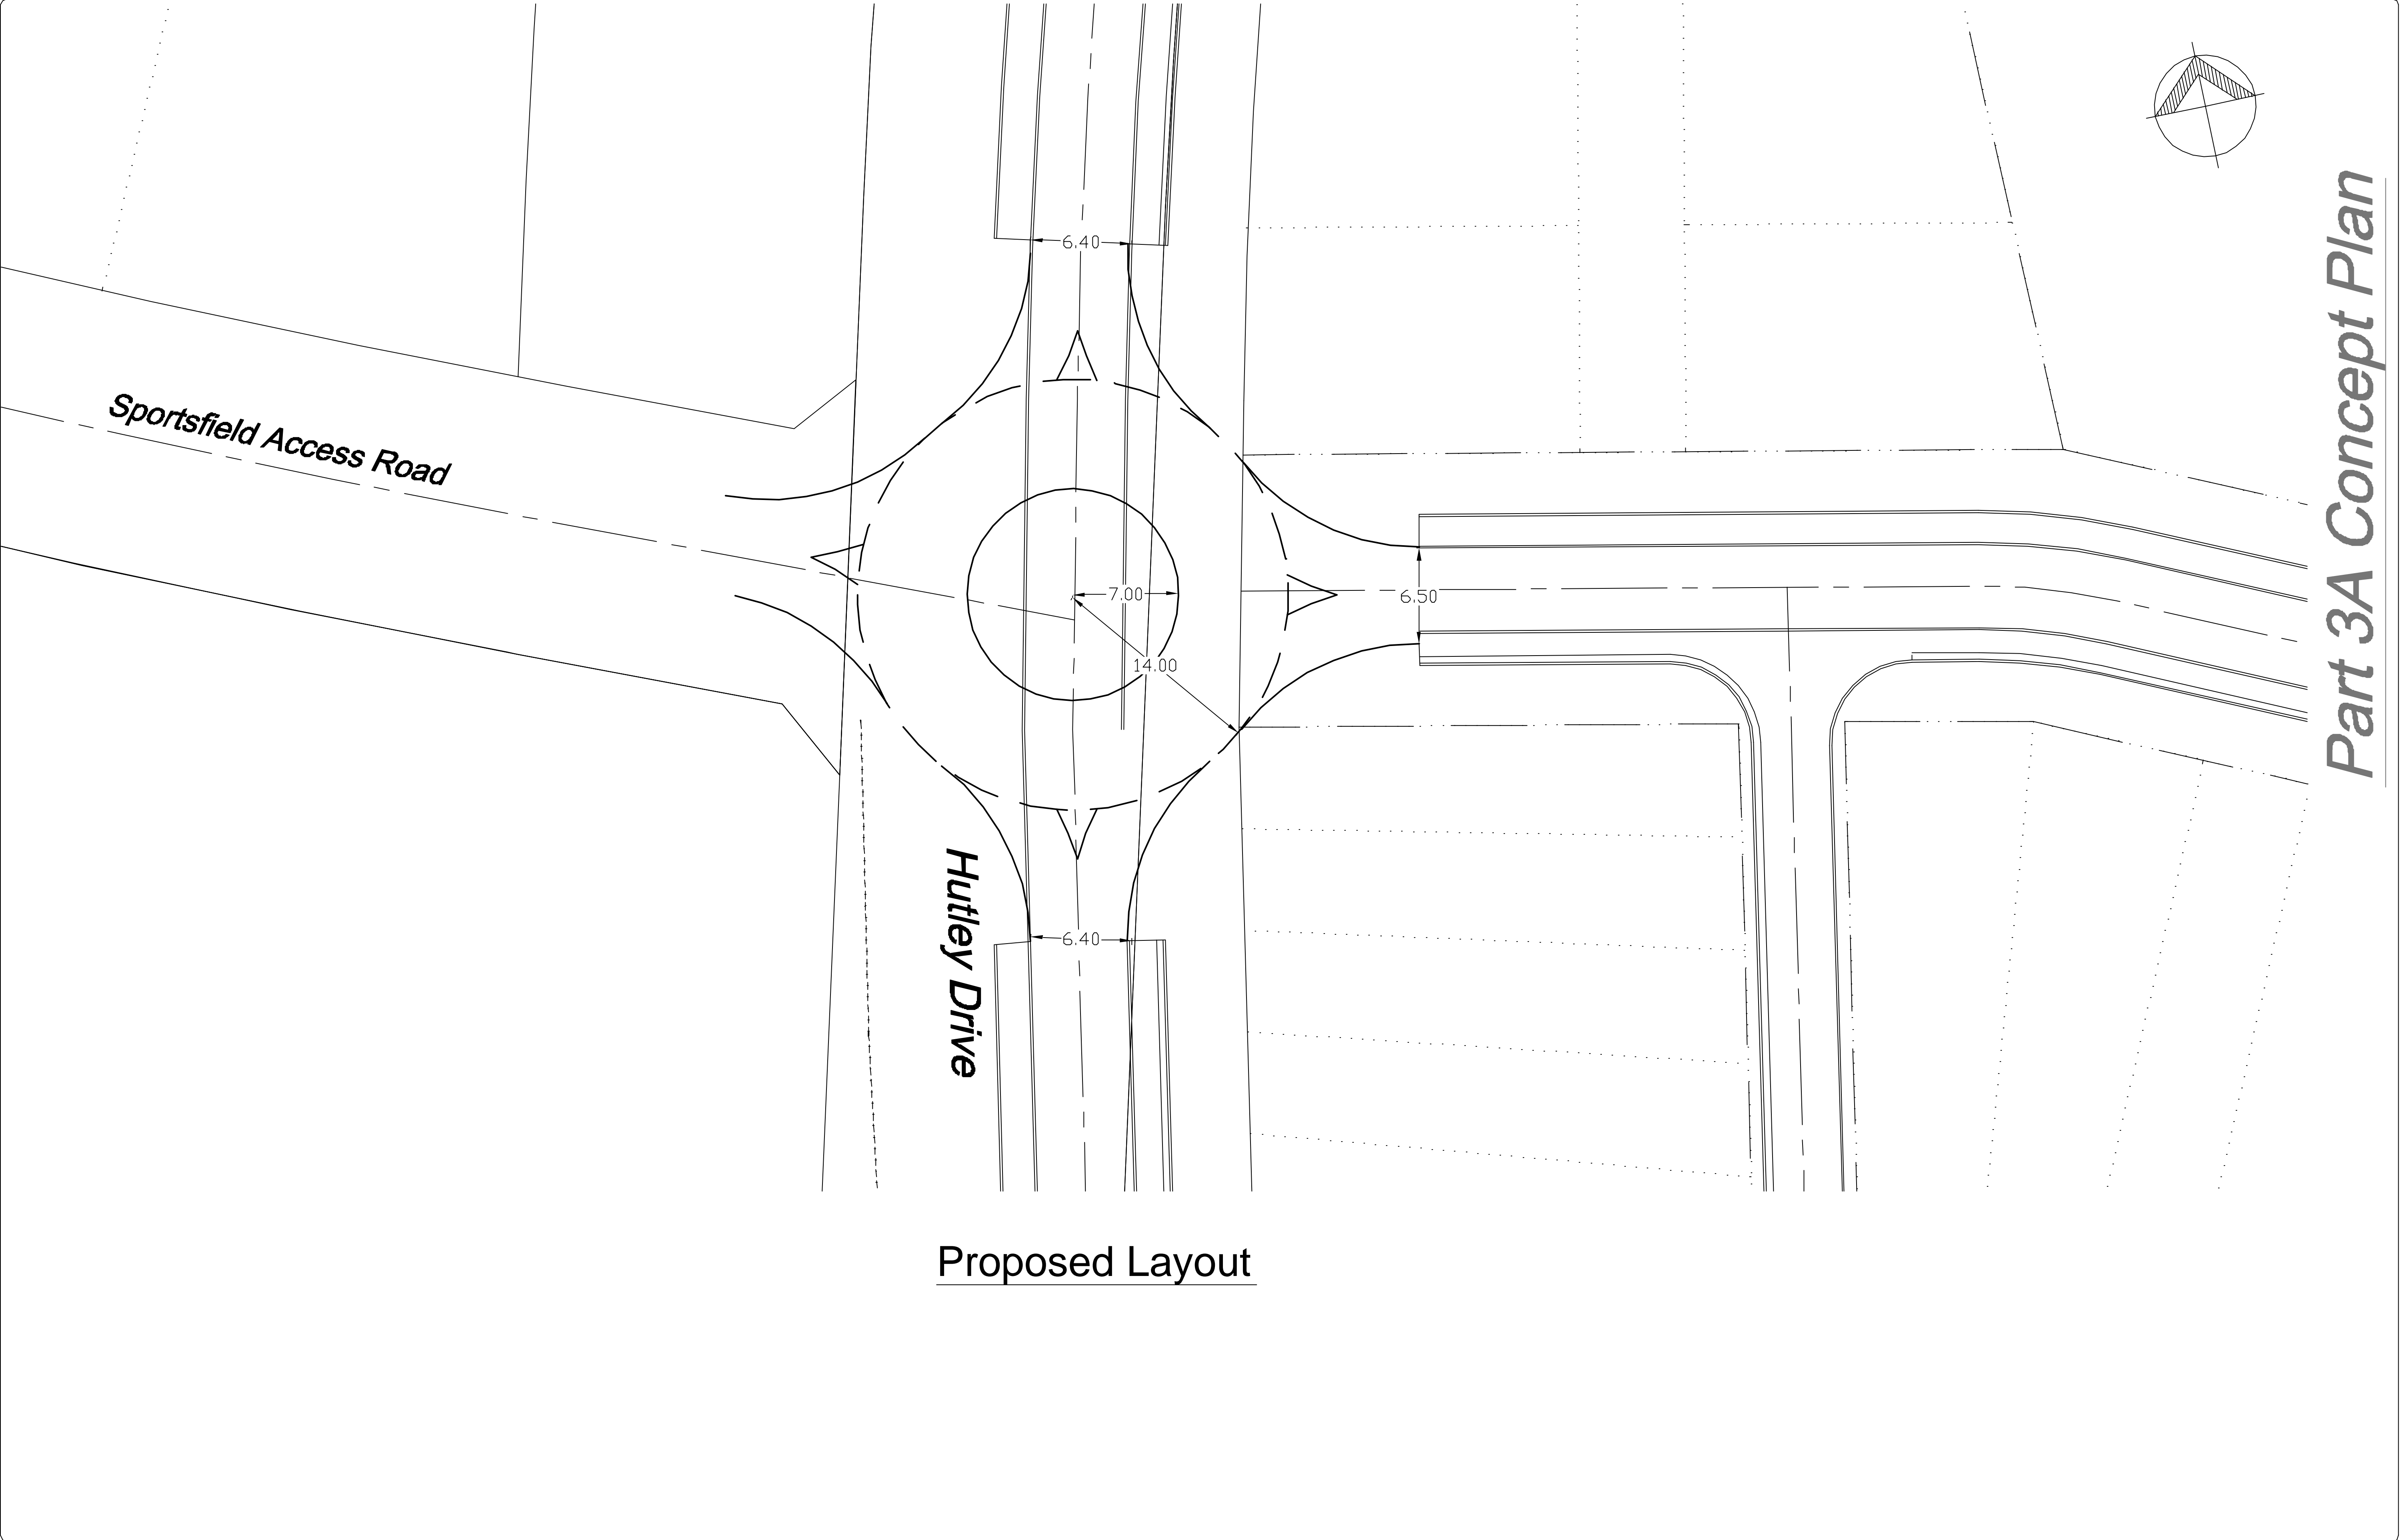 Part 3A Concept Plan
6.40
Sportsfield Access Road
7.00
6.50
14.00
Hutley Drive
6.40
Proposed Layout